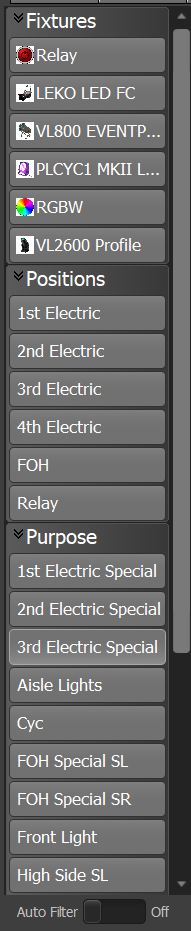 Fixtures
Relay
LEKO LED FC
VL800 EVENTP...
PLCYC1 MKII L...
RGBW
VL2600 Profile
Positions
1st Electric
2nd Electric
3rd Electric
4th Electric
FOH
Relay
Purpose
1st Electric Special
2nd Electric Special
3rd Electric Special
Aisle Lights
Cyc
FOH Special SL
FOH Special SR
Front Light
High Side SL
Auto Filter Off